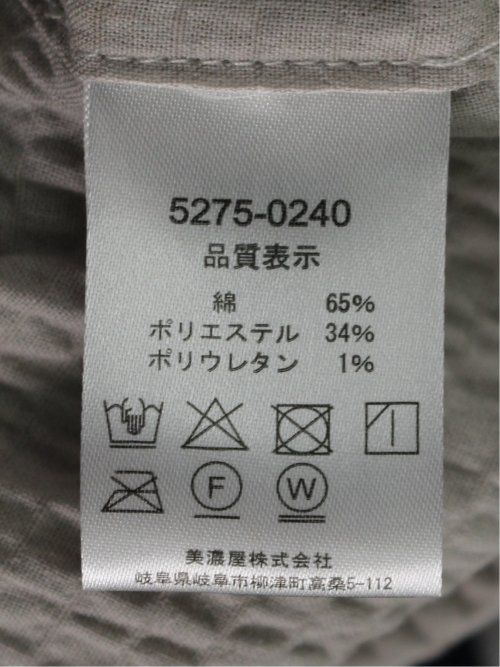 5275-0240
品質表示
綿 65%
ポリエステル 34%
ポリウレタン 1%
F W
美濃屋株式会社
岐阜県岐阜市柳津町高桑5-112